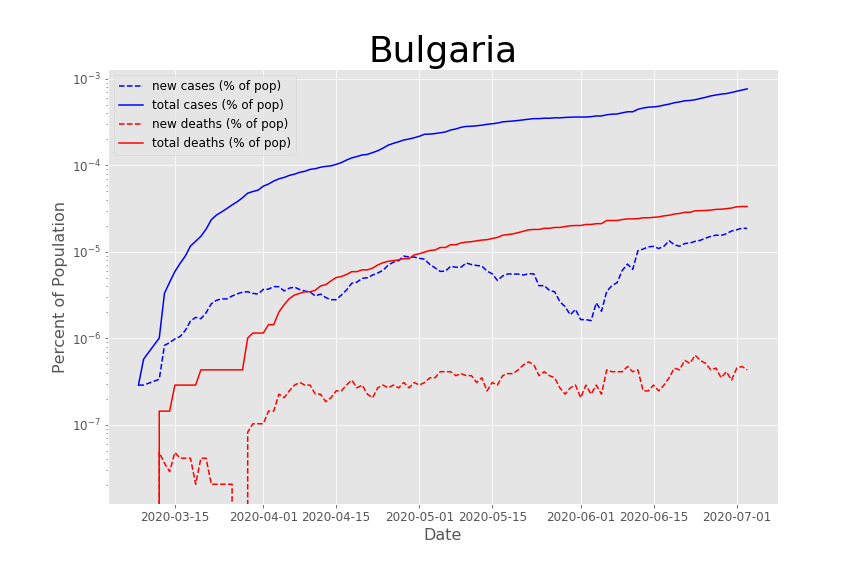 Bulgaria
10⁻³
10⁻⁴
10⁻⁵
10⁻⁶
10⁻⁷
Percent of Population
new cases (% of pop)
total cases (% of pop)
new deaths (% of pop)
total deaths (% of pop)
2020-03-15 2020-04-01 2020-04-15 2020-05-01 2020-05-15 2020-06-01 2020-06-15 2020-07-01
Date